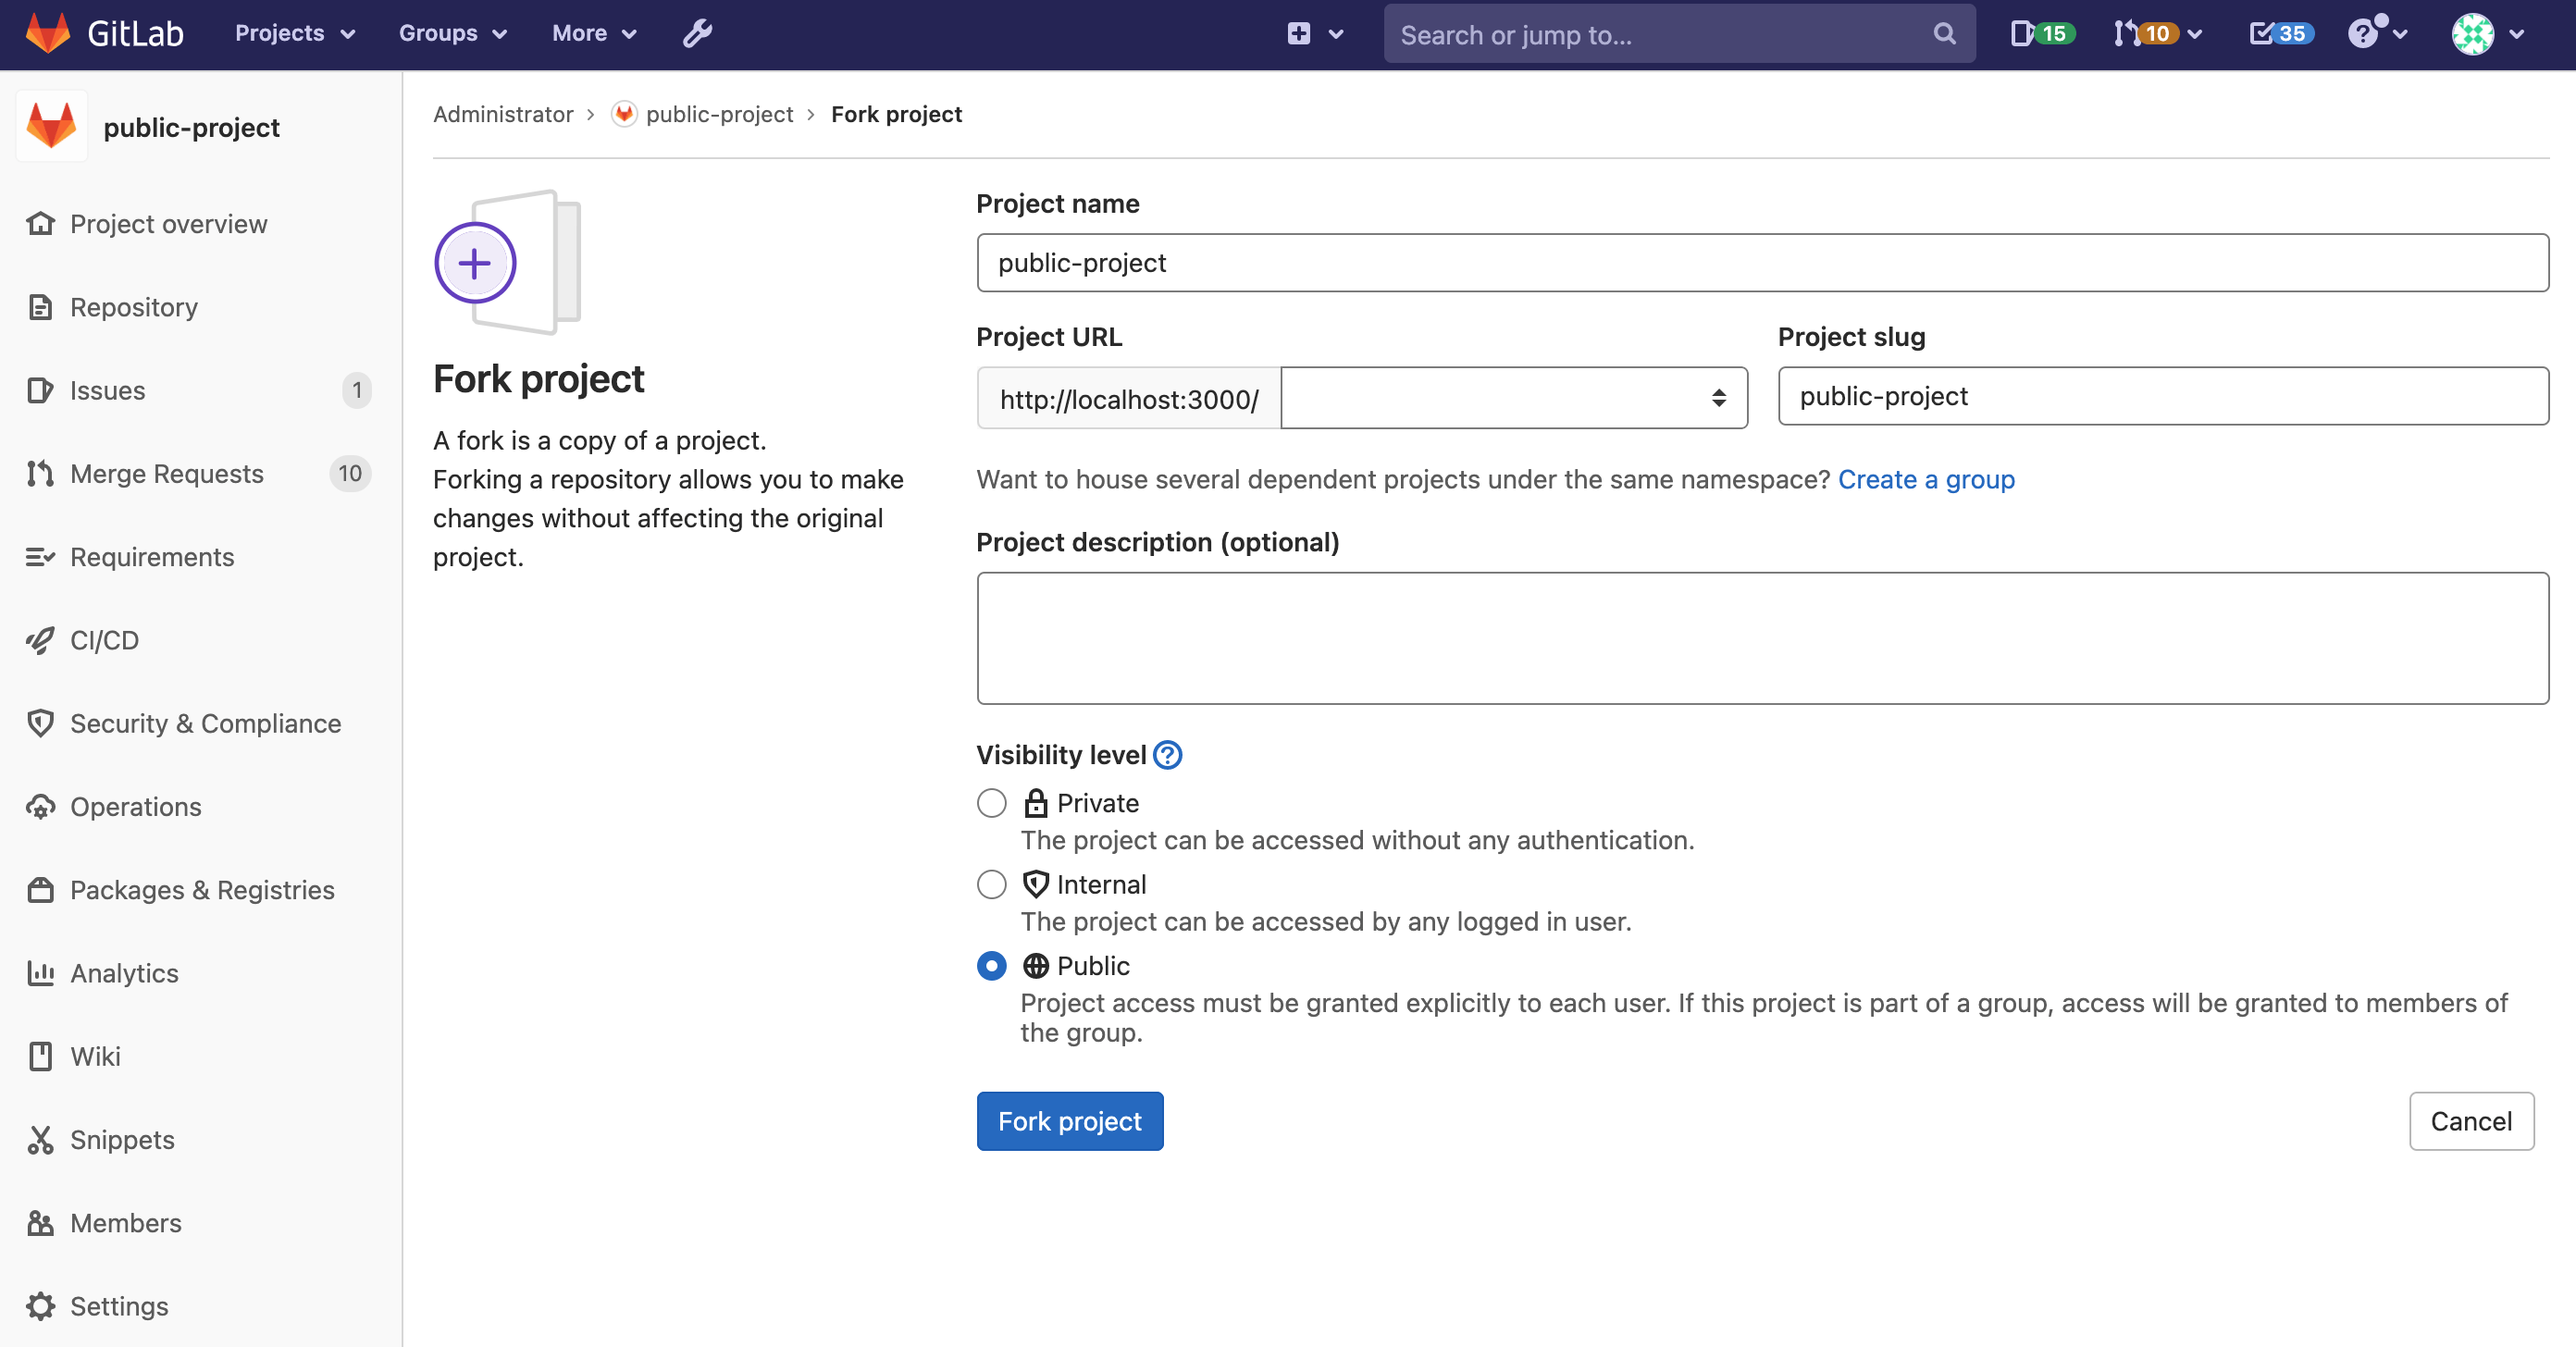 GitLab Projects Groups More Search or jump to... 15 10 35
public-project
Project overview
Repository
Issues 1
Merge Requests 10
Requirements
CI/CD
Security & Compliance
Operations
Packages & Registries
Analytics
Wiki
Snippets
Members
Settings
Administrator › public-project › Fork project
Fork project
A fork is a copy of a project.
Forking a repository allows you to make
changes without affecting the original
project.
Project name
public-project
Project URL Project slug
http://localhost:3000/ public-project
Want to house several dependent projects under the same namespace? Create a group
Project description (optional)
Visibility level
Private
The project can be accessed without any authentication.
Internal
The project can be accessed by any logged in user.
Public
Project access must be granted explicitly to each user. If this project is part of a group, access will be granted to members of
the group.
Fork project Cancel